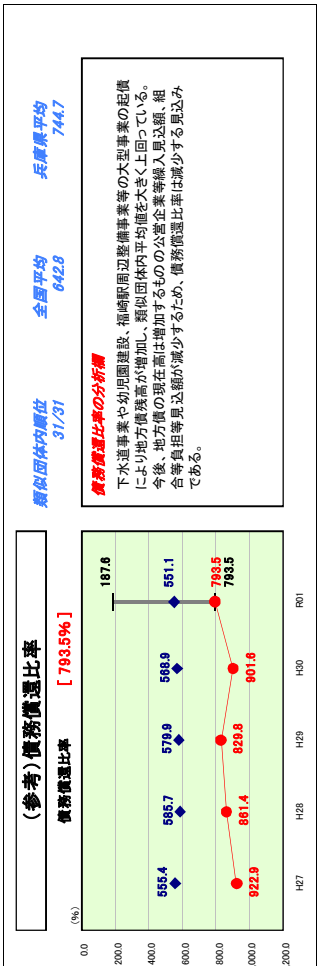 （参考）債務償還比率
債務償還比率
[ 793.5% ]
類似団体内順位
31/31
全国平均
642.8
兵庫県平均
744.7
(%)
0.0
200.0
400.0
600.0
800.0
1000.0
1200.0
555.4
585.7
579.9
568.9
551.1
187.6
922.9
861.4
829.8
901.6
793.5
793.5
H27
H28
H29
H30
R01
債務償還比率の分析欄
下水道事業や幼児園建設、福崎駅周辺整備事業等の大型事業の起債
により地方債残高が増加し、類似団体内平均値を大きく上回っている。
今後、地方債の現在高は増加するものの公営企業等繰入見込額、組
合等負担等見込額が減少するため、債務償還比率は減少する見込み
である。